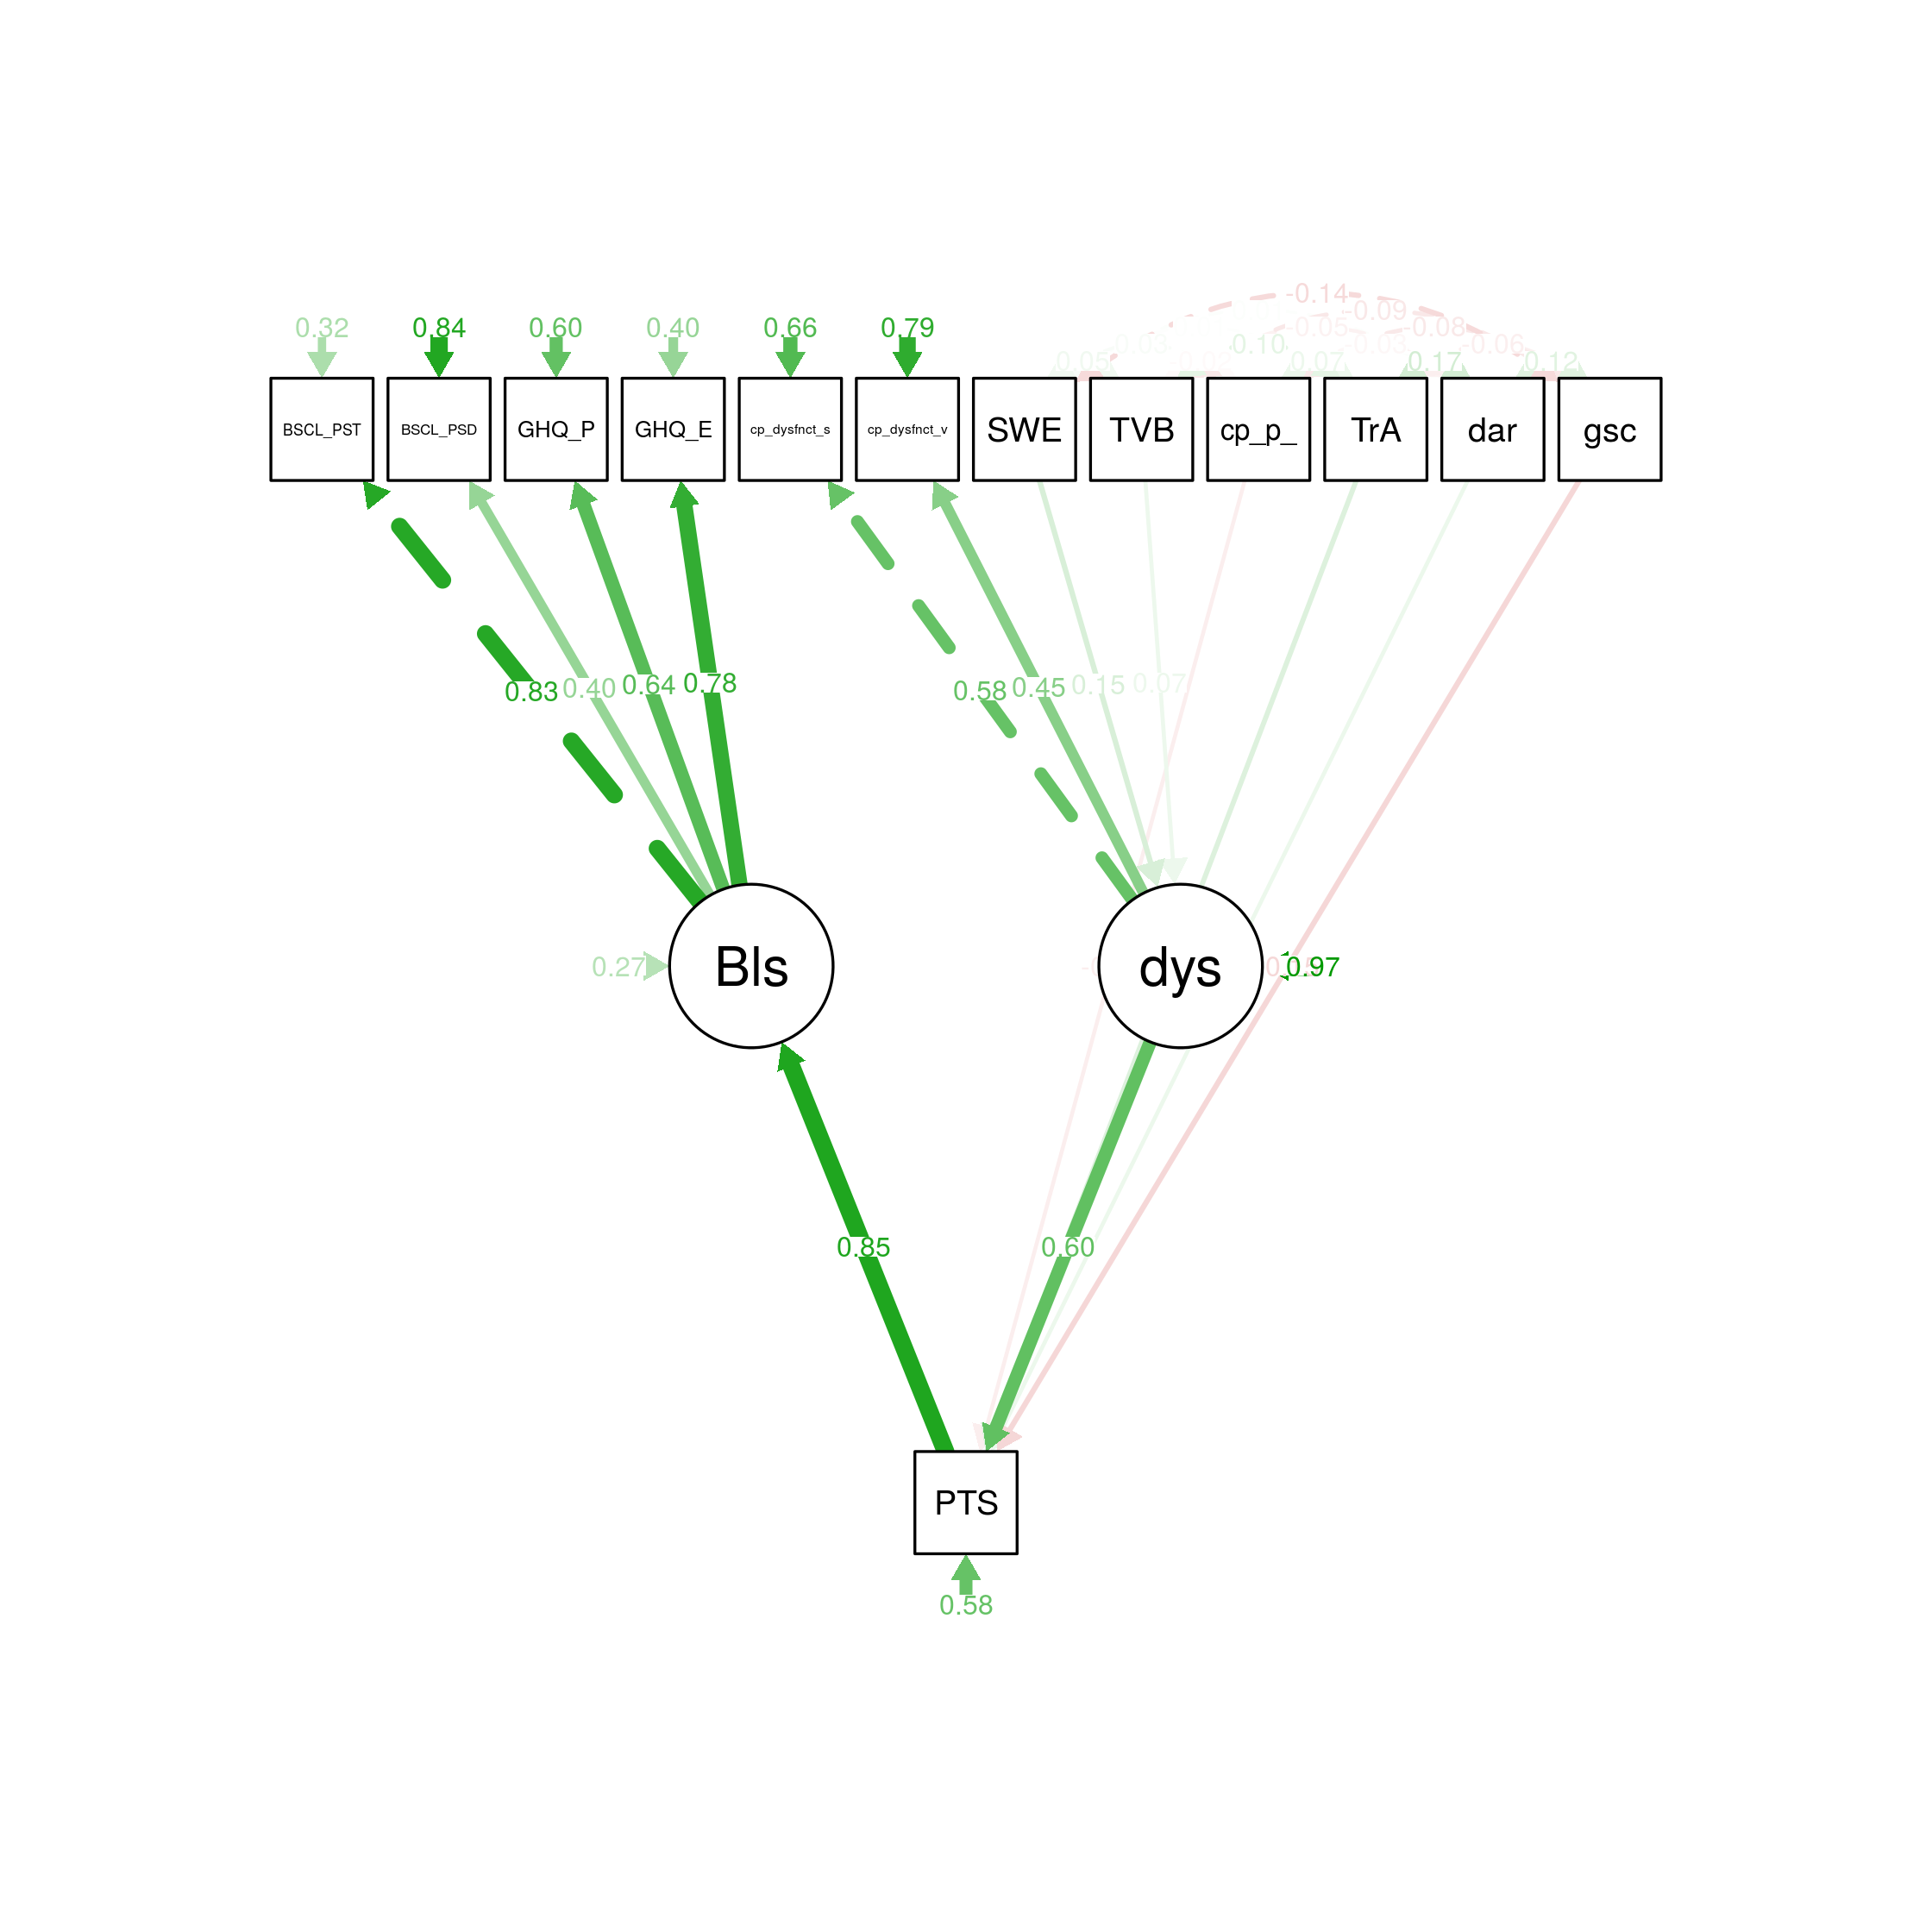 -0.14
-0.09
-0.05 -0.08
-0.03 0.10 -0.03 -0.06
0.05 -0.02 0.07 0.17 0.12
0.32 0.84 0.60 0.40 0.66 0.79
BSCL_PST BSCL_PSD GHQ_P GHQ_E cp_dysfnct_s cp_dysfnct_v SWE TVB cp_p_ TrA dar gsc
0.83 0.40 0.64 0.78 0.58 0.45 0.15 0.07
0.27 Bls dys 0.97
0.85 0.60
PTS
0.58